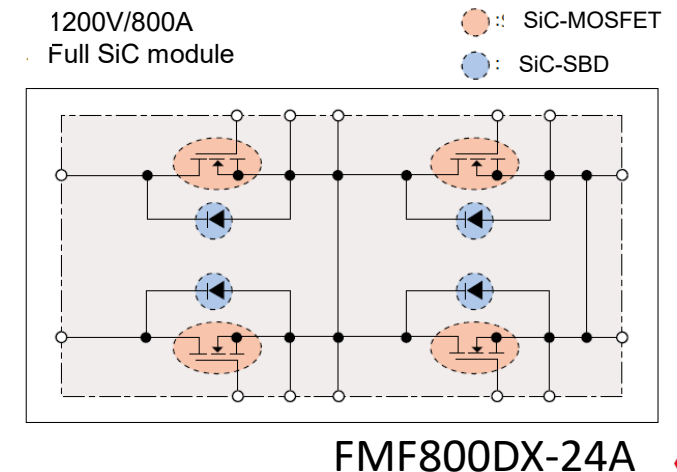 1200V/800A
Full SiC module
: SiC-MOSFET
: SiC-SBD
FMF800DX-24A